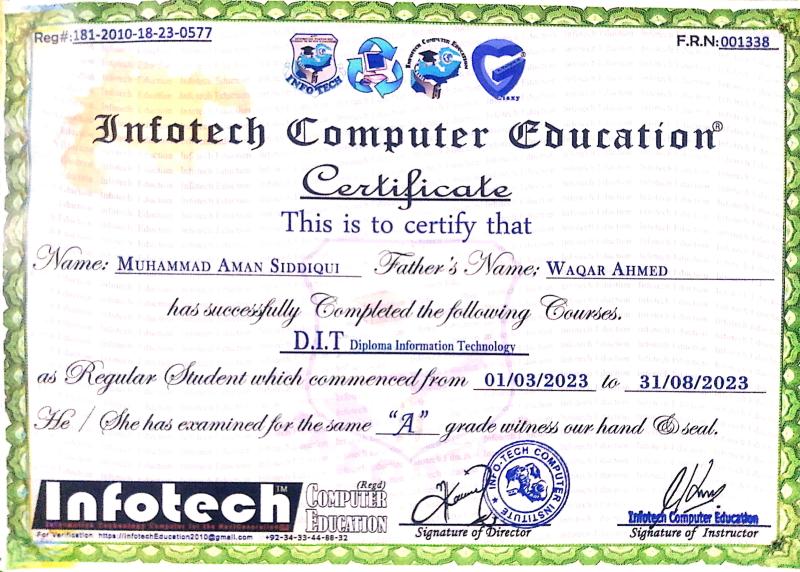 Reg#:181-2010-18-23-0577
F.R.N:001338
INFO TECH
Infotech Computer Education®
Certificate
This is to certify that
Name: MUHAMMAD AMAN SIDDIQUI Father's Name; WAQAR AHMED
has successfully Completed the following Courses.
D.I.T Diploma Information Technology
as Regular Student which commenced from 01/03/2023 to 31/08/2023
He / She has examined for the same "A" grade witness our hand & seal.
Infotech™
COMPUTER (Regd)
EDUCATION
For Verification https://infotechEducation2010@gmail.com +92-34-33-44-88-32
INFO-TECH COMPUTER INSTITUTE
Signature of Director
Infotech Computer Education
Signature of Instructor